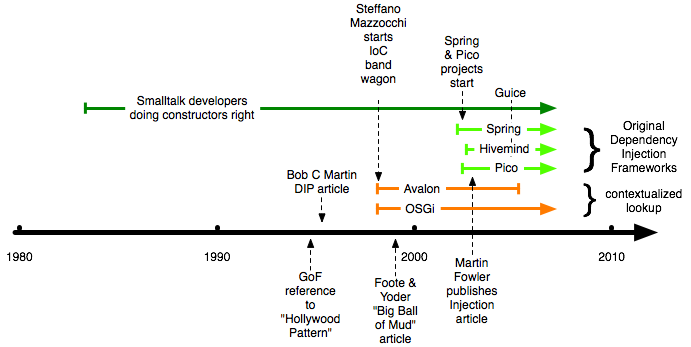 Steffano
Mazzocchi
starts
IoC
band
wagon
Spring
& Pico
projects
start
Guice
Smalltalk developers
doing constructors right
Spring
Hivemind
Pico
Original
Dependency
Injection
Frameworks
Bob C Martin
DIP article
Avalon
OSGi
contextualized
lookup
1980
1990
2000
2010
GoF
reference
to
"Hollywood
Pattern"
Foote &
Yoder
"Big Ball
of Mud"
article
Martin
Fowler
publishes
Injection
article